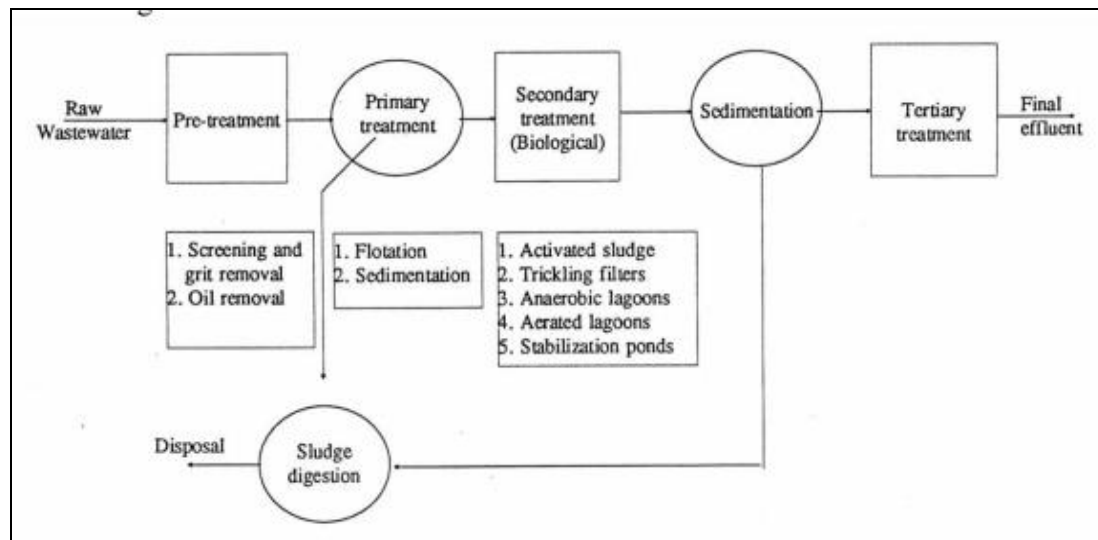 Raw
Wastewater
Pre-treatment
Primary
treatment
Secondary
treatment
(Biological)
Sedimentation
Tertiary
treatment
Final
effluent
1. Screening and
grit removal
2. Oil removal
1. Flotation
2. Sedimentation
1. Activated sludge
2. Trickling filters
3. Anaerobic lagoons
4. Aerated lagoons
5. Stabilization ponds
Disposal
Sludge
digestion